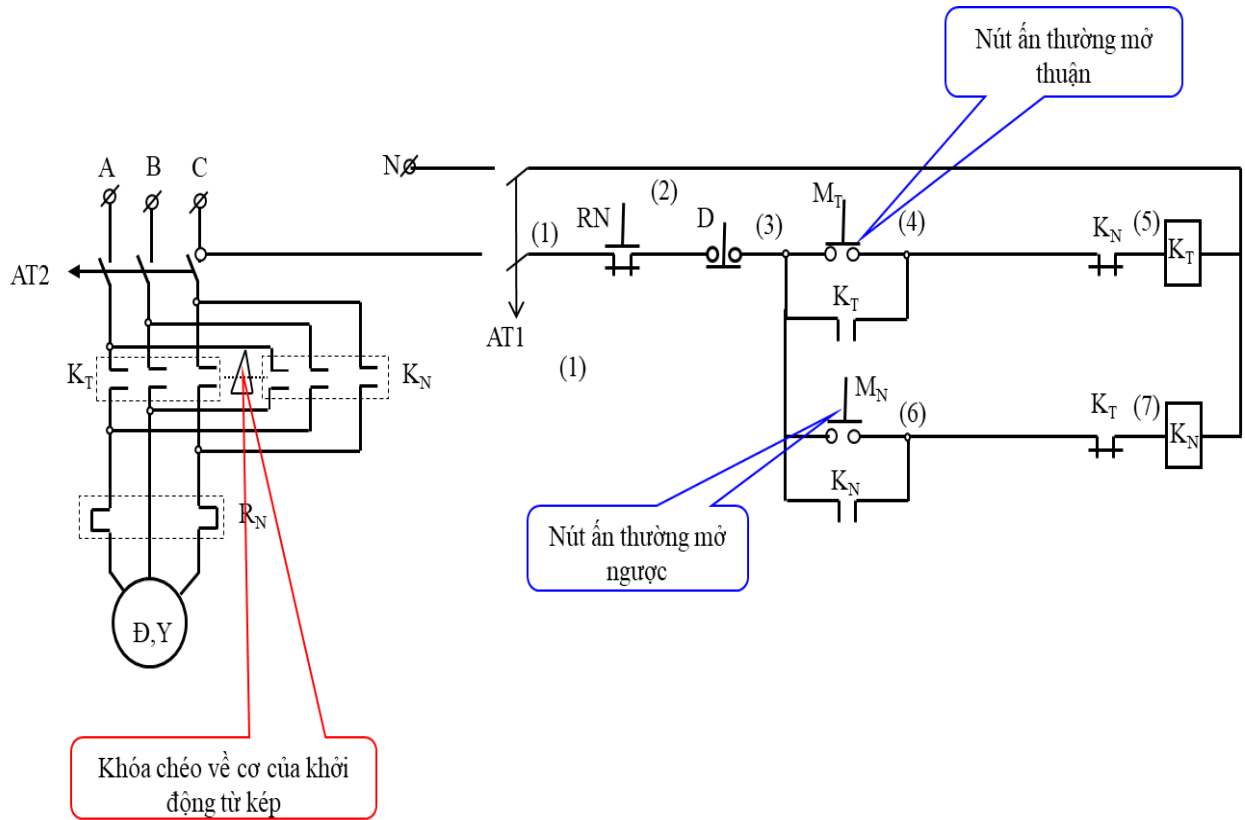 Nút ấn thường mở
thuận
A B C N
(2) M_T
RN D (3) (4) K_N (5)
(1) K_T
AT2
K_T
AT1
K_T K_N (1)
M_N K_T (7)
(6) K_N
K_N
R_N
Nút ấn thường mở
ngược
Đ,Y
Khóa chéo về cơ của khởi
động từ kép